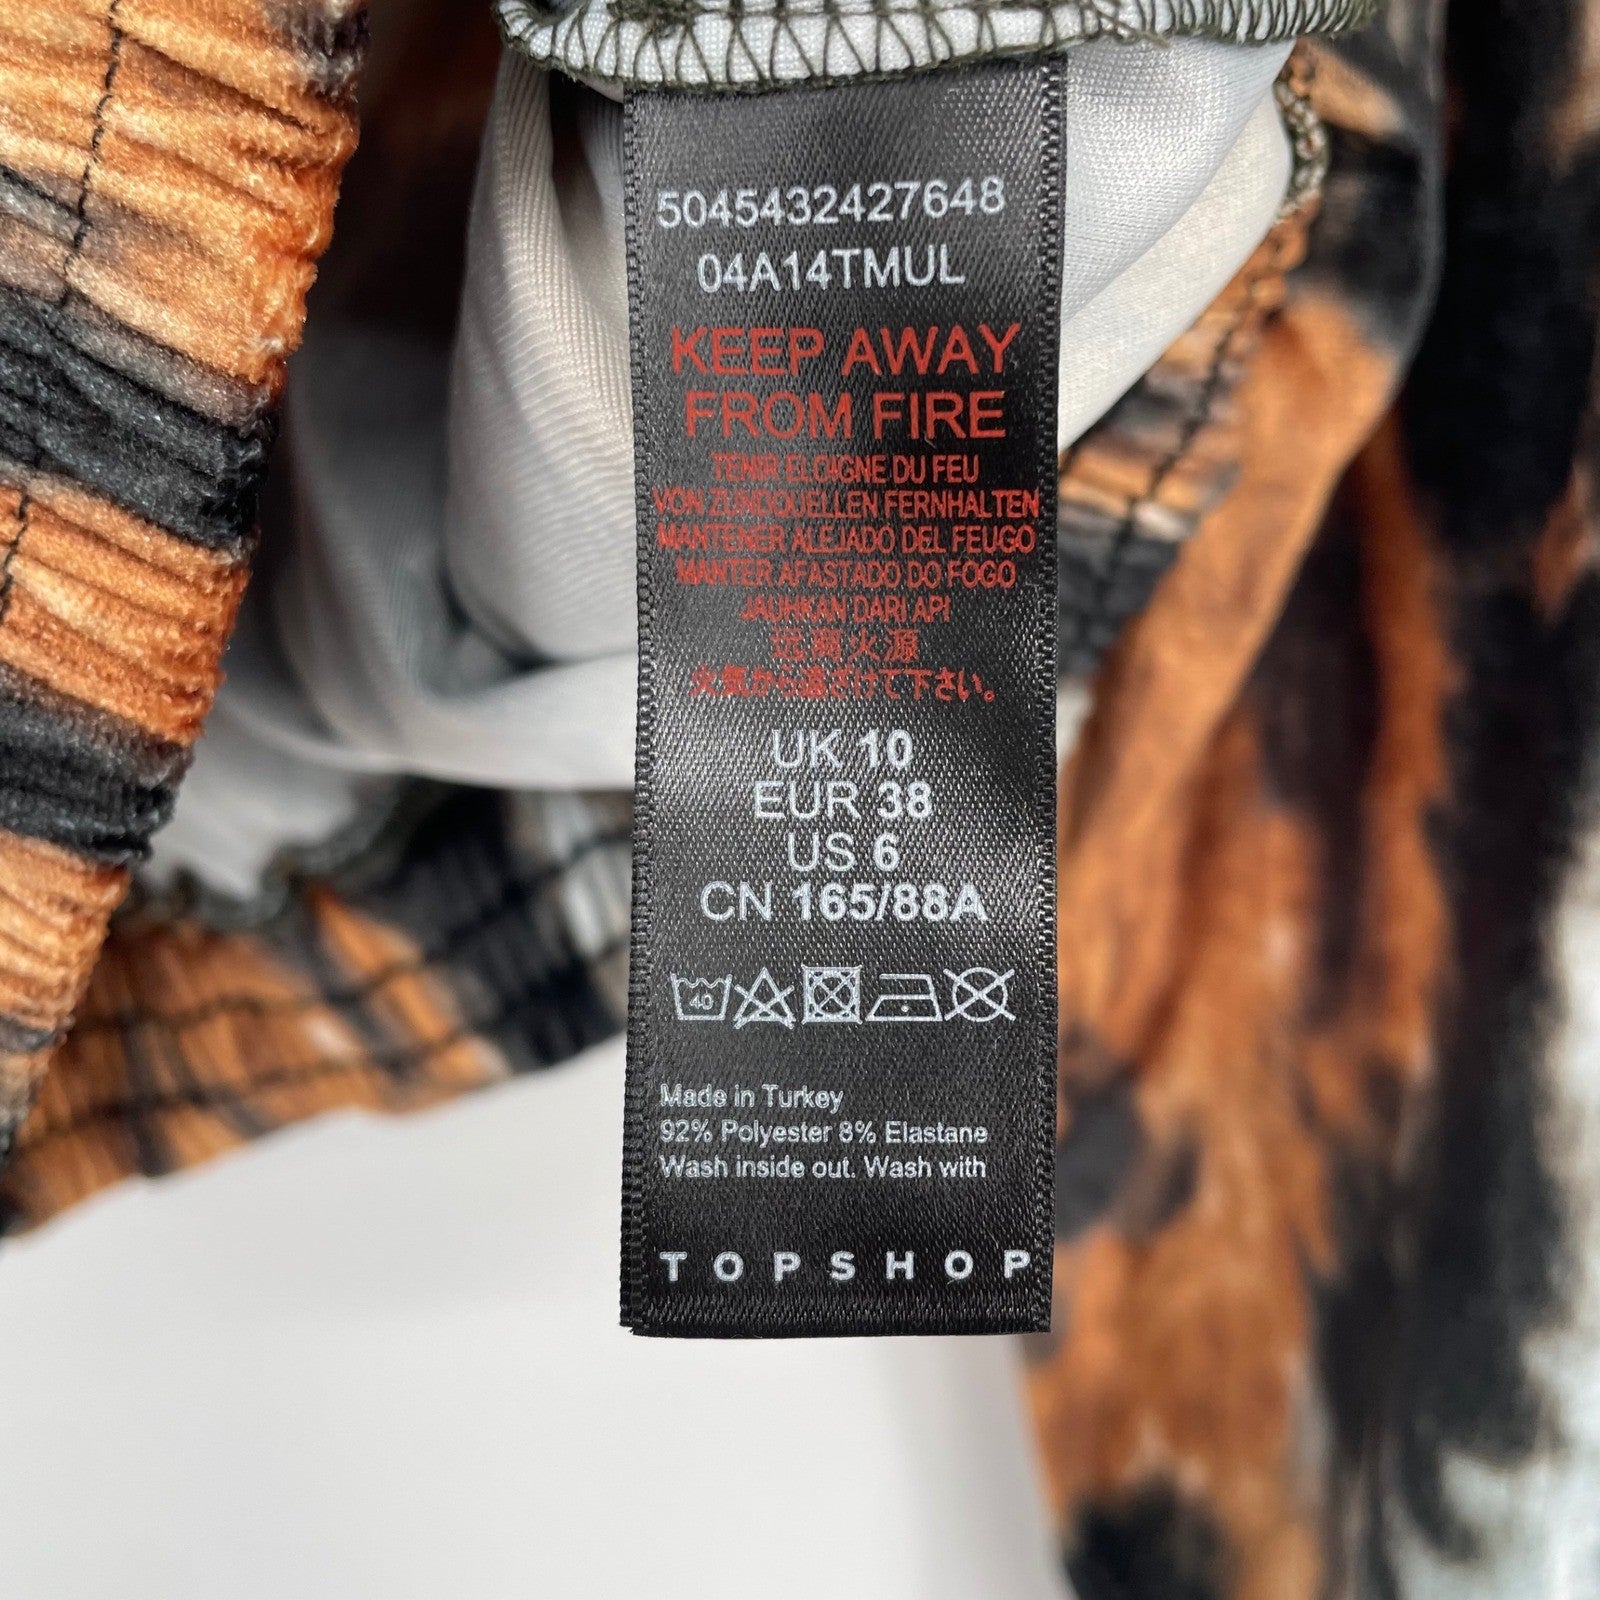 5045432427648
04A14TMUL
KEEP AWAY
FROM FIRE
TENIR ELOIGNE DU FEU
VON ZUNDQUELLEN FERNHALTEN
MANTENER ALEJADO DEL FEUGO
MANTER AFASTADO DO FOGO
JAUHKAN DARI API
远离火源
火気から遠ざけて下さい。
UK 10
EUR 38
US 6
CN 165/88A
40
Made in Turkey
92% Polyester 8% Elastane
Wash inside out. Wash with
TOPSHOP